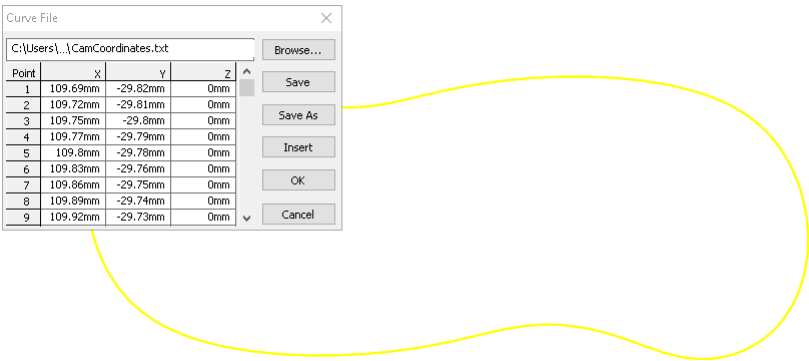 Curve File
C:\Users\...\CamCoordinates.txt Browse...
Point X Y Z
1 109.69mm -29.82mm 0mm Save
2 109.72mm -29.81mm 0mm
3 109.75mm -29.8mm 0mm Save As
4 109.77mm -29.79mm 0mm
5 109.8mm -29.78mm 0mm Insert
6 109.83mm -29.76mm 0mm
7 109.86mm -29.75mm 0mm OK
8 109.89mm -29.74mm 0mm
9 109.92mm -29.73mm 0mm Cancel